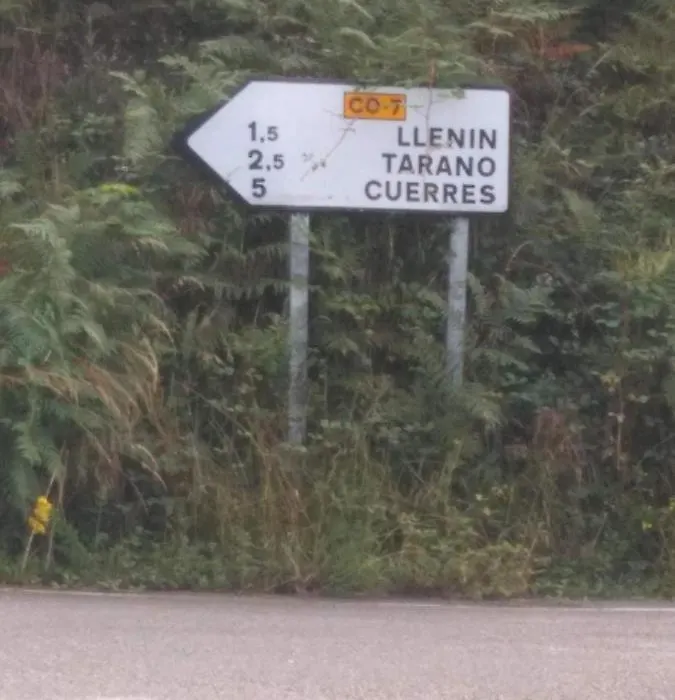 CO-7
1,5 LLENIN
2,5 TARANO
5 CUERRES